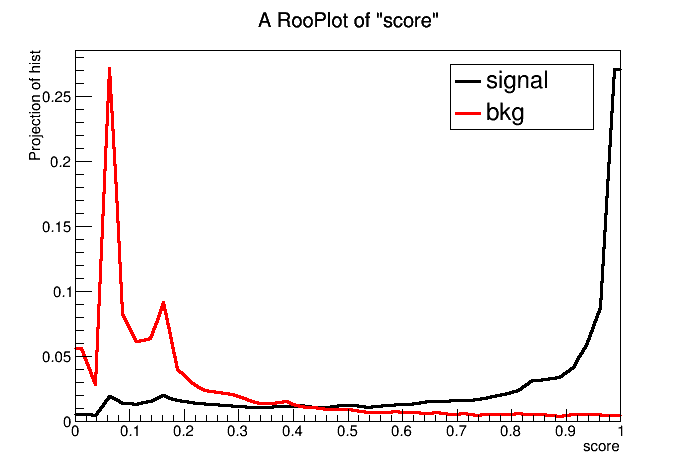 A RooPlot of "score"
Projection of hist
signal
bkg
0.25
0.2
0.15
0.1
0.05
0
0 0.1 0.2 0.3 0.4 0.5 0.6 0.7 0.8 0.9 1
score